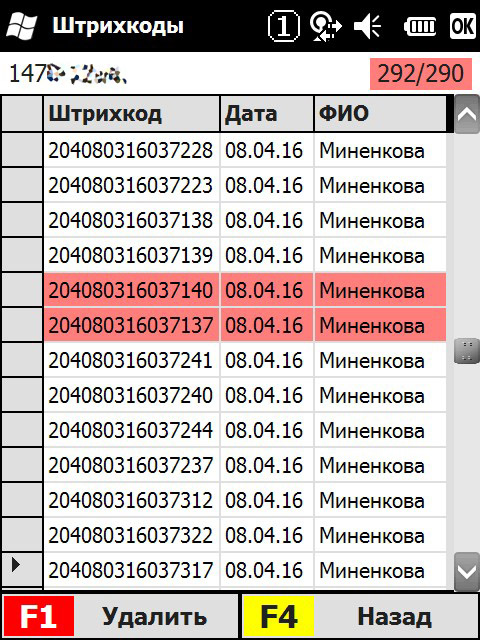 Штрихкоды 1 OK
147 292/290
Штрихкод Дата ФИО
204080316037228 08.04.16 Миненкова
204080316037223 08.04.16 Миненкова
204080316037138 08.04.16 Миненкова
204080316037139 08.04.16 Миненкова
204080316037140 08.04.16 Миненкова
204080316037137 08.04.16 Миненкова
204080316037241 08.04.16 Миненкова
204080316037240 08.04.16 Миненкова
204080316037244 08.04.16 Миненкова
204080316037237 08.04.16 Миненкова
204080316037312 08.04.16 Миненкова
204080316037322 08.04.16 Миненкова
204080316037317 08.04.16 Миненкова
F1 Удалить F4 Назад